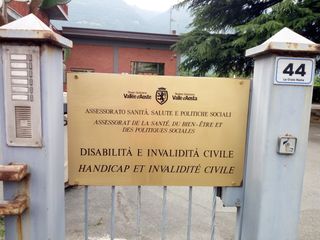 Vallée d'Aoste
Valle d'Aosta
ASSESSORATO SANITÀ, SALUTE E POLITICHE SOCIALI
ASSESSORAT DE LA SANTÉ, DU BIEN-ÊTRE ET
DES POLITIQUES SOCIALES
DISABILITÀ E INVALIDITÀ CIVILE
HANDICAP ET INVALIDITÉ CIVILE
44